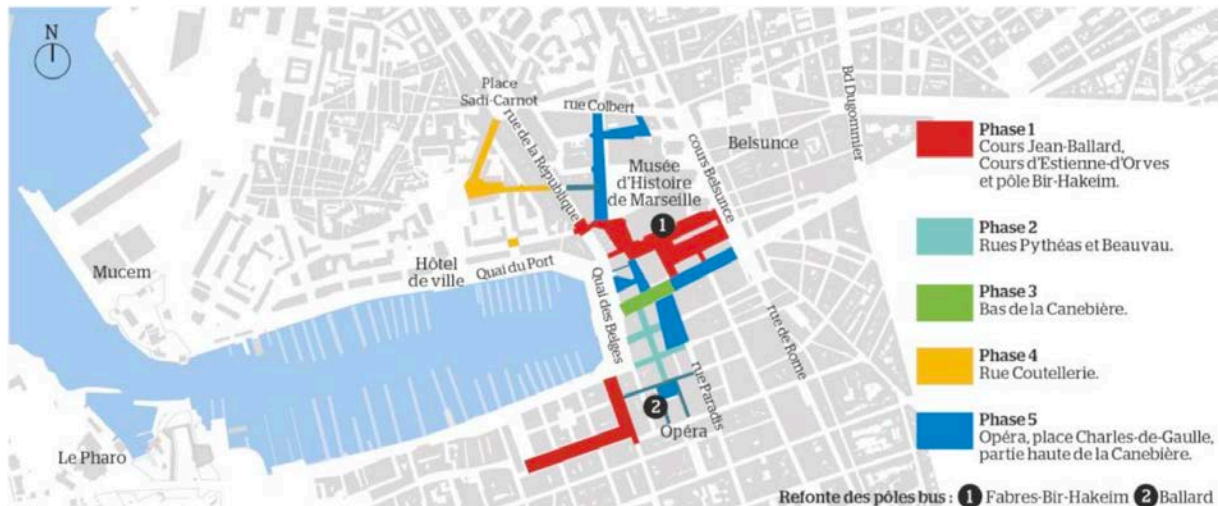 N
Place
Sadi-Carnot
rue Colbert
rue de la République
Musée
d'Histoire
de Marseille
cours Belsunce
Belsunce
Bd Dugommier
1
Mucem
Hôtel
de ville
Quai du Port
Quai des Belges
rue de Rome
rue Paradis
2
Opéra
Le Pharo
Phase 1
Cours Jean-Ballard,
Cours d'Estienne-d'Orves
et pôle Bir-Hakeim.
Phase 2
Rues Pythéas et Beauvau.
Phase 3
Bas de la Canebière.
Phase 4
Rue Coutellerie.
Phase 5
Opéra, place Charles-de-Gaulle,
partie haute de la Canebière.
Refonte des pôles bus : 1 Fabres-Bir-Hakeim 2 Ballard